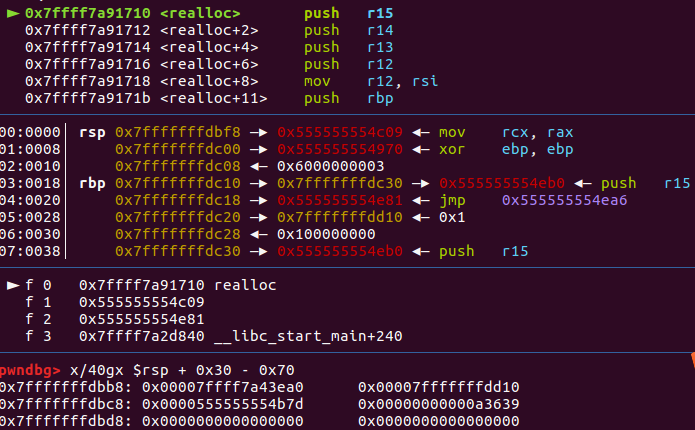 ► 0x7ffff7a91710 <realloc>       push   r15
0x7ffff7a91712 <realloc+2>     push   r14
0x7ffff7a91714 <realloc+4>     push   r13
0x7ffff7a91716 <realloc+6>     push   r12
0x7ffff7a91718 <realloc+8>     mov    r12, rsi
0x7ffff7a9171b <realloc+11>    push   rbp
00:0000│ rsp 0x7fffffffdbf8 —▸ 0x555555554c09 ◂— mov    rcx, rax
01:0008│     0x7fffffffdc00 —▸ 0x555555554970 ◂— xor    ebp, ebp
02:0010│     0x7fffffffdc08 ◂— 0x6000000003
03:0018│ rbp 0x7fffffffdc10 —▸ 0x7fffffffdc30 —▸ 0x555555554eb0 ◂— push   r15
04:0020│     0x7fffffffdc18 —▸ 0x555555554e81 ◂— jmp    0x555555554ea6
05:0028│     0x7fffffffdc20 —▸ 0x7fffffffdd10 ◂— 0x1
06:0030│     0x7fffffffdc28 ◂— 0x100000000
07:0038│     0x7fffffffdc30 —▸ 0x555555554eb0 ◂— push   r15
► f 0   0x7ffff7a91710 realloc
f 1   0x555555554c09
f 2   0x555555554e81
f 3   0x7ffff7a2d840 __libc_start_main+240
pwndbg> x/40gx $rsp + 0x30 - 0x70
0x7fffffffdbb8: 0x00007ffff7a43ea0      0x00007fffffffdd10
0x7fffffffdbc8: 0x0000555555554b7d      0x00000000000a3639
0x7fffffffdbd8: 0x0000000000000000      0x0000000000000000